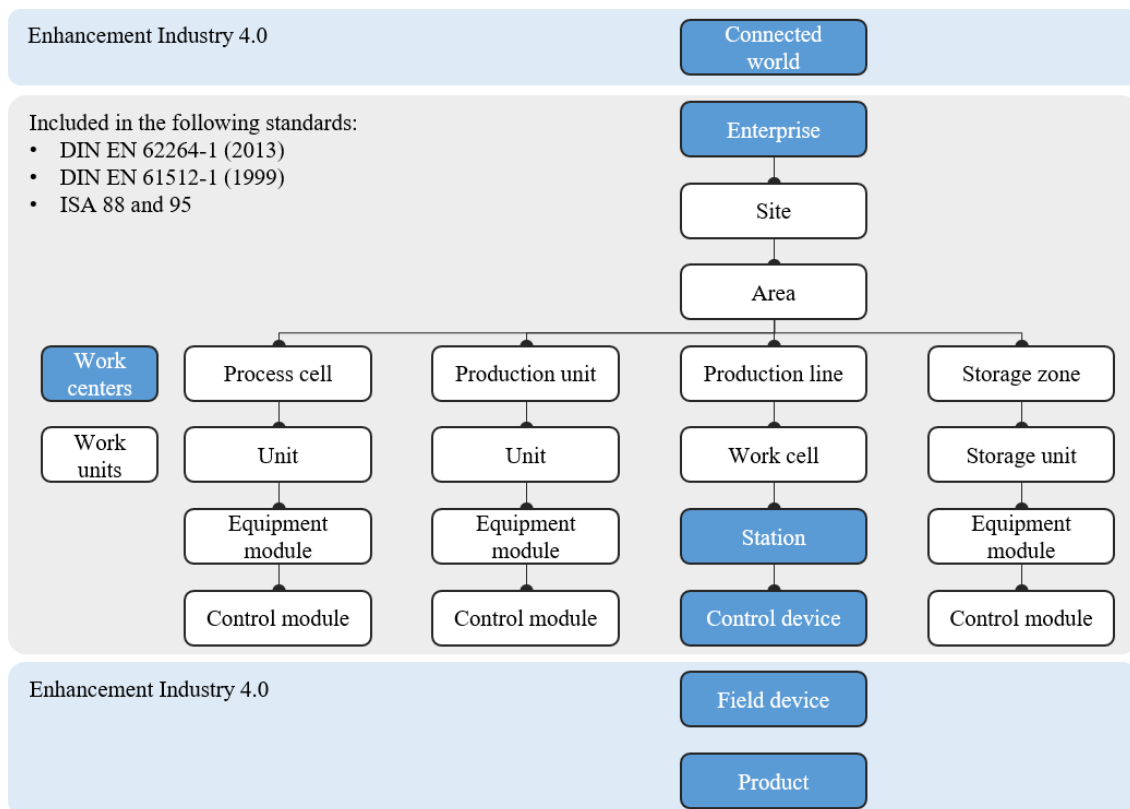 Enhancement Industry 4.0
Connected
world
Included in the following standards:
• DIN EN 62264-1 (2013)
• DIN EN 61512-1 (1999)
• ISA 88 and 95
Enterprise
Site
Area
Work
centers
Process cell
Production unit
Production line
Storage zone
Work
units
Unit
Unit
Work cell
Storage unit
Equipment
module
Equipment
module
Station
Equipment
module
Control module
Control module
Control device
Control module
Enhancement Industry 4.0
Field device
Product